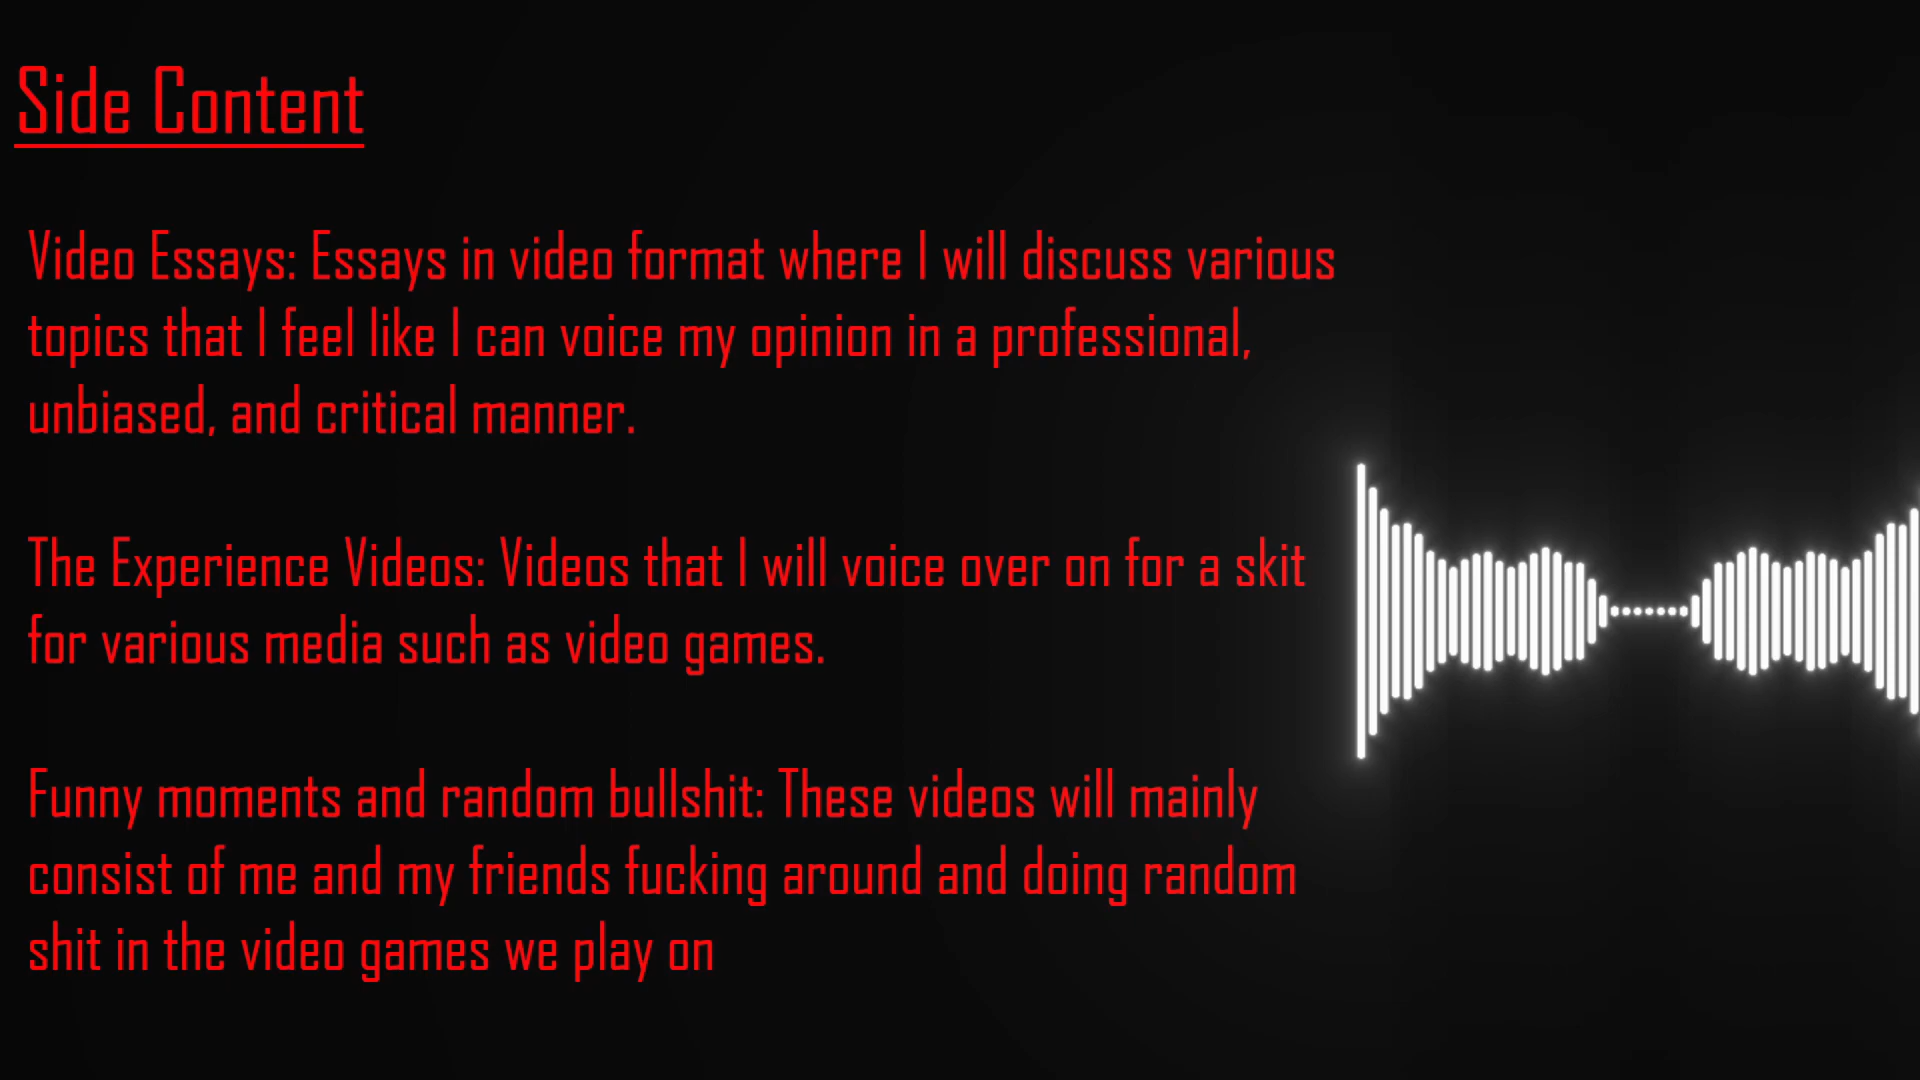 Side Content
Video Essays: Essays in video format where I will discuss various
topics that I feel like I can voice my opinion in a professional,
unbiased, and critical manner.
The Experience Videos: Videos that I will voice over on for a skit
for various media such as video games.
Funny moments and random bullshit: These videos will mainly
consist of me and my friends fucking around and doing random
shit in the video games we play on